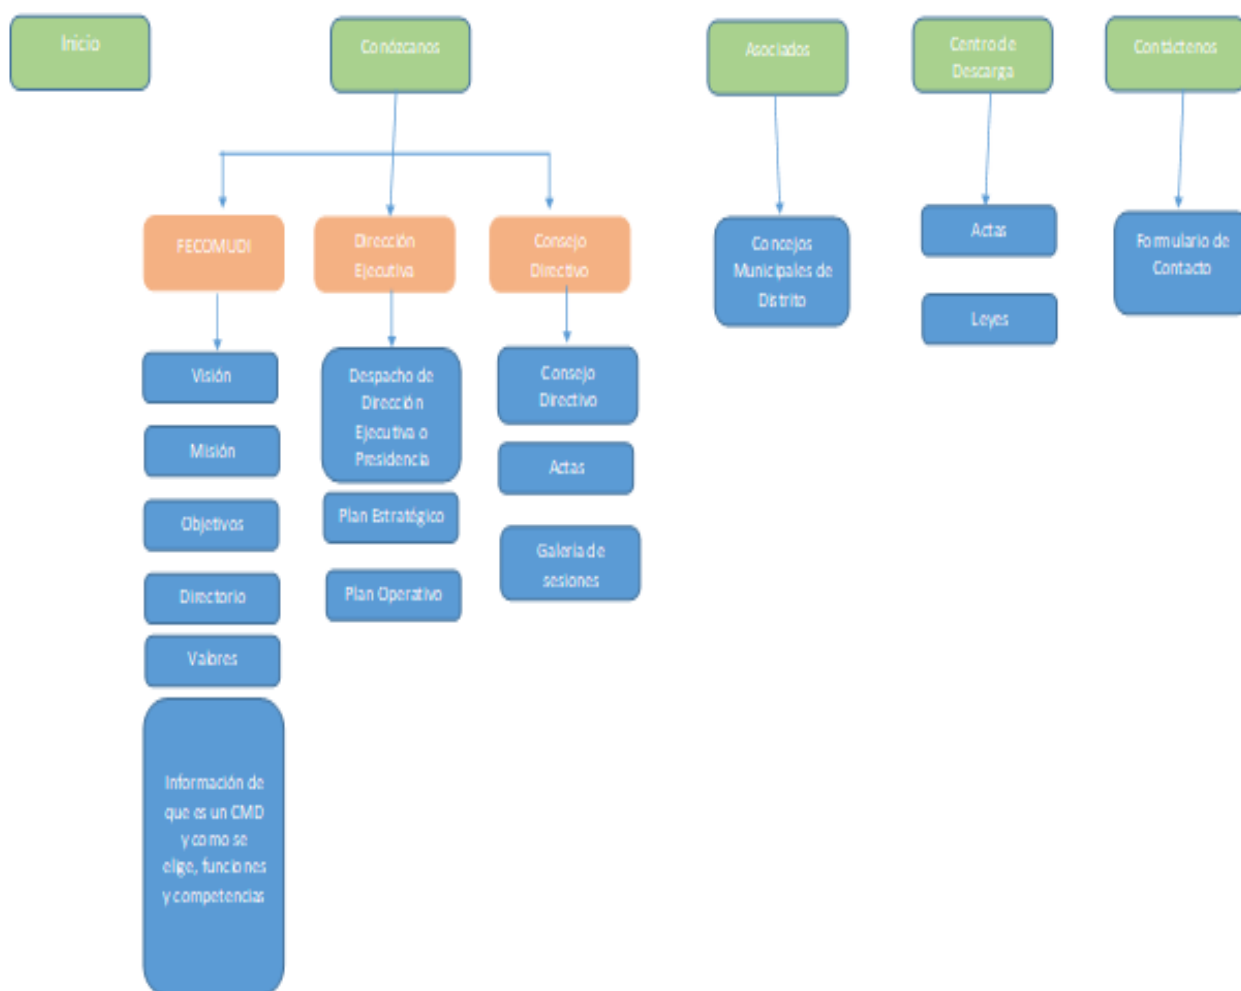 Inicio
Conózcanos
Asociados
Centro de
Descarga
Contáctenos
FECOMUDI
Dirección
Ejecutiva
Consejo
Directivo
Concejos
Municipales de
Distrito
Actas
Leyes
Formulario de
Contacto
Visión
Misión
Objetivos
Directorio
Valores
Información de
que es un CMD
y como se
elige, funciones
y competencias
Despacho de
Dirección
Ejecutiva o
Presidencia
Plan Estratégico
Plan Operativo
Consejo
Directivo
Actas
Galeria de
sesiones